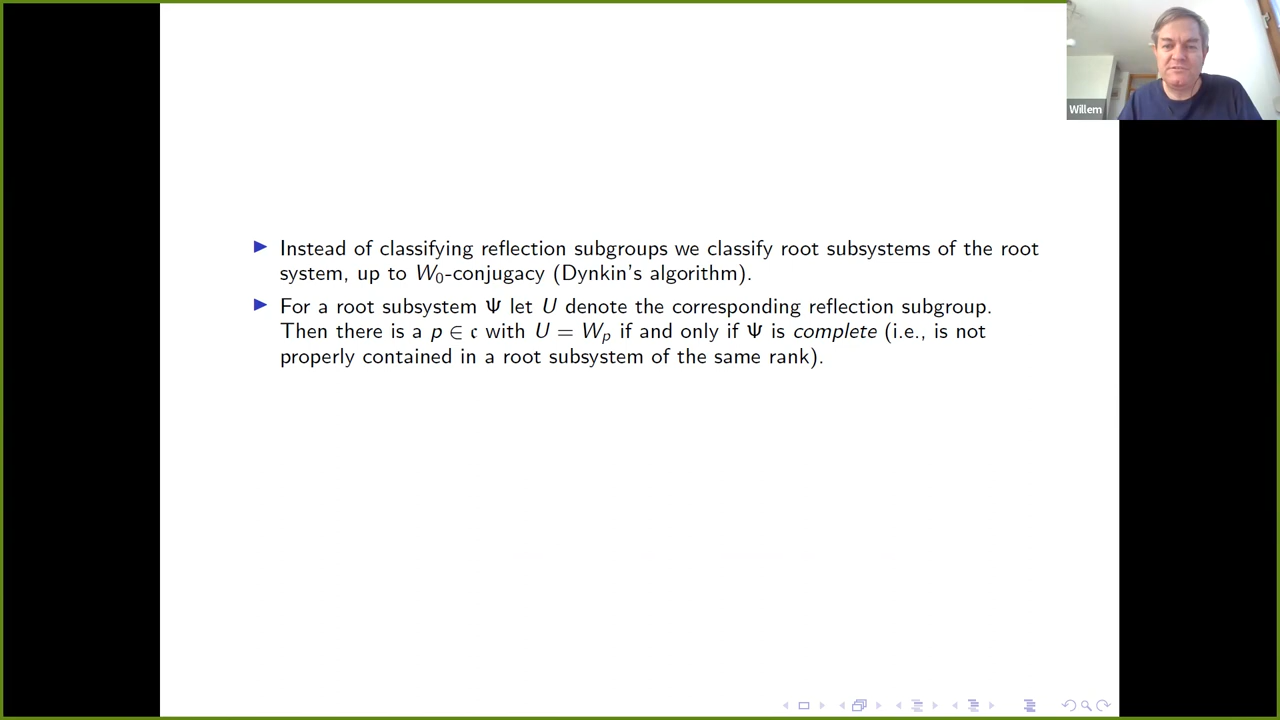 Willem
▶ Instead of classifying reflection subgroups we classify root subsystems of the root
system, up to W₀-conjugacy (Dynkin's algorithm).
▶ For a root subsystem Ψ let U denote the corresponding reflection subgroup.
Then there is a p ∈ 𝔠 with U = Wₚ if and only if Ψ is complete (i.e., is not
properly contained in a root subsystem of the same rank).